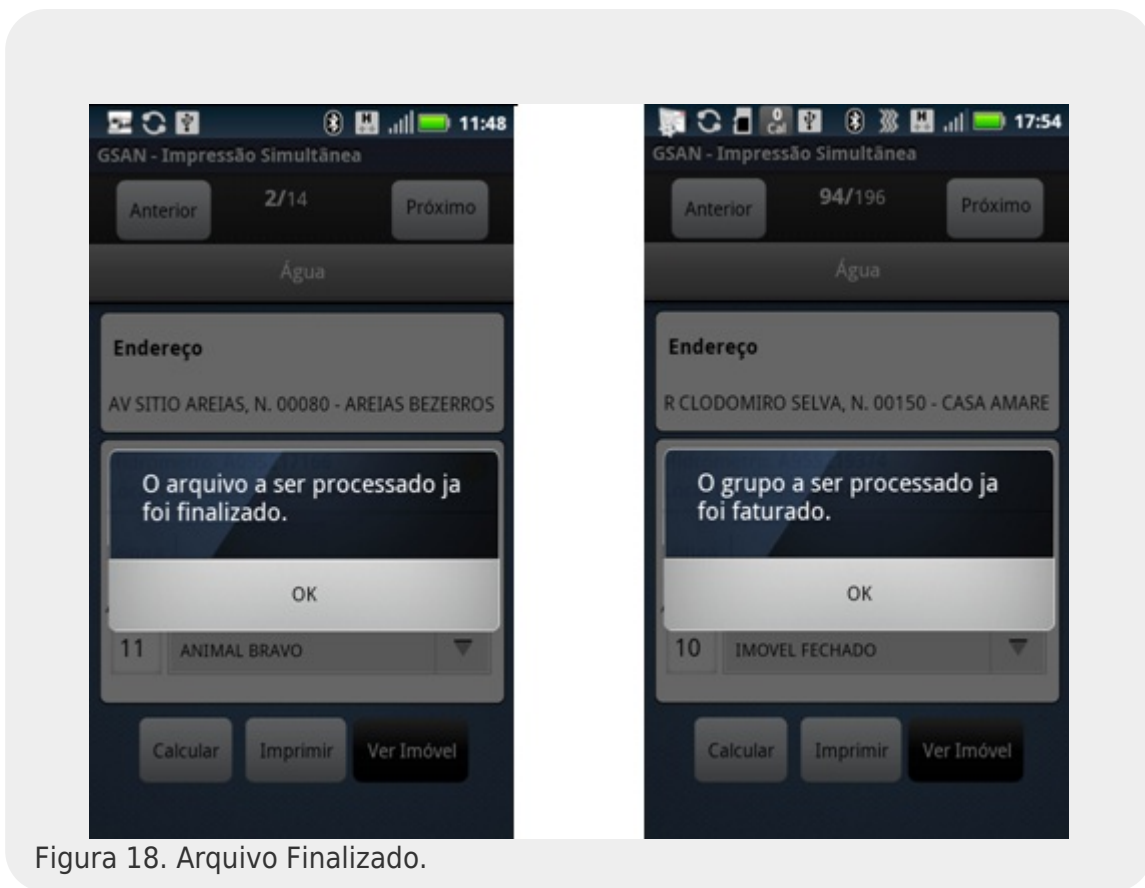 11:48
GSAN - Impressão Simultânea
Anterior
2/14
Próximo
Água
Endereço
AV SITIO AREIAS, N. 00080 - AREIAS BEZERROS
O arquivo a ser processado ja
foi finalizado.
OK
11 ANIMAL BRAVO
Calcular
Imprimir
Ver Imóvel
Cal
17:54
GSAN - Impressão Simultânea
Anterior
94/196
Próximo
Água
Endereço
R CLODOMIRO SELVA, N. 00150 - CASA AMARE
O grupo a ser processado ja
foi faturado.
OK
10 IMOVEL FECHADO
Calcular
Imprimir
Ver Imóvel
Figura 18. Arquivo Finalizado.